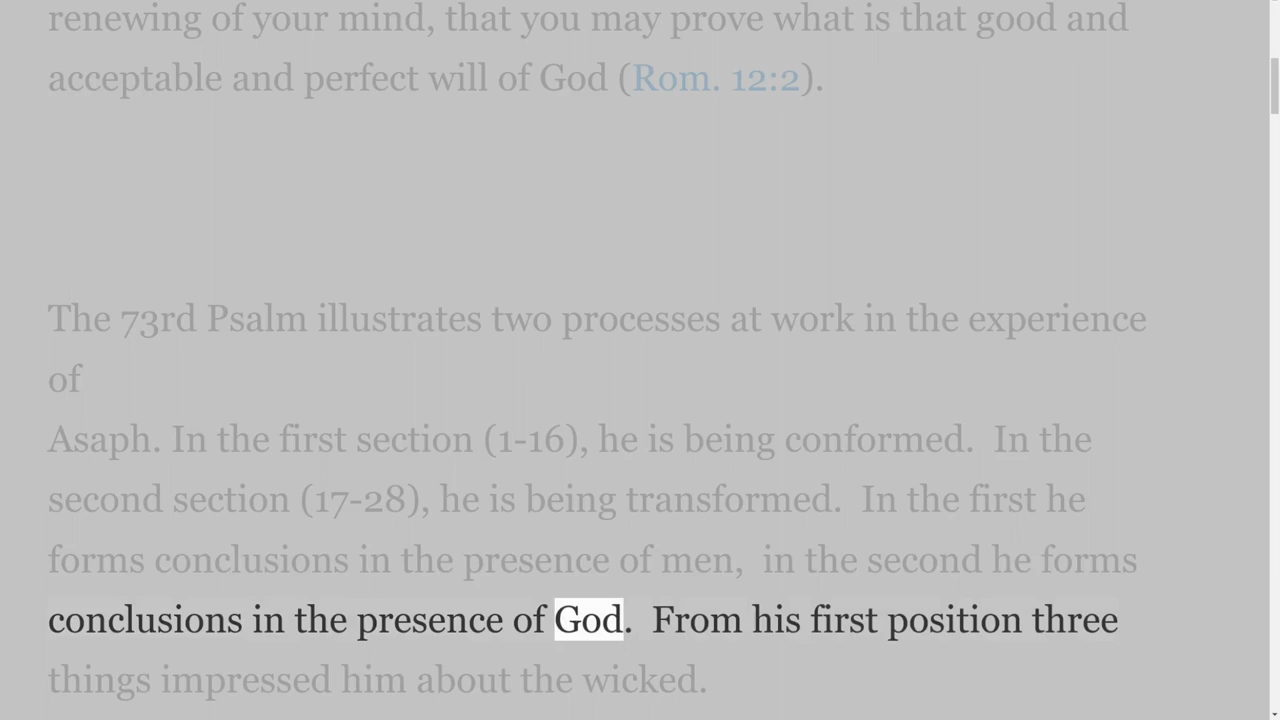 renewing of your mind, that you may prove what is that good and
acceptable and perfect will of God (Rom. 12:2).
The 73rd Psalm illustrates two processes at work in the experience
of
Asaph. In the first section (1-16), he is being conformed.  In the
second section (17-28), he is being transformed.  In the first he
forms conclusions in the presence of men,  in the second he forms
conclusions in the presence of God.  From his first position three
things impressed him about the wicked.